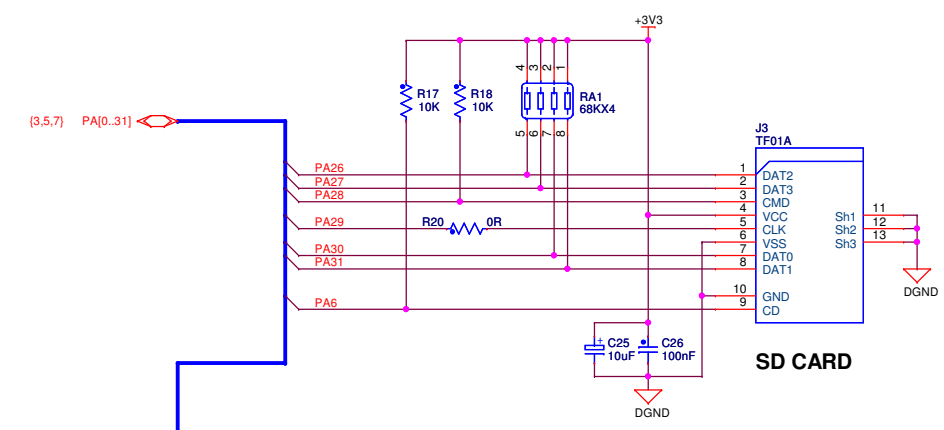 +3V3
4 3 2 1
R17
10K
R18
10K
RA1
68KX4
5 6 7 8
{3,5,7} PA[0..31]
J3
TF01A
PA26 1 DAT2
PA27 2 DAT3
PA28 3 CMD
4 VCC Sh1 11
PA29 R20 0R 5 CLK Sh2 12
6 VSS Sh3 13
PA30 7 DAT0
PA31 8 DAT1
DGND
10 GND
PA6 9 CD
+ C25
10uF
C26
100nF
SD CARD
DGND